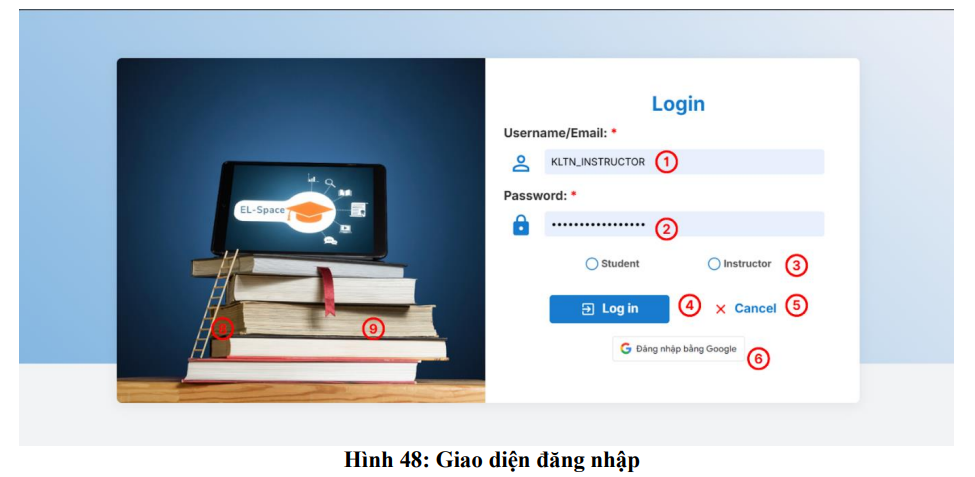 Login
Username/Email: *
KLTN_INSTRUCTOR 1
Password: *
••••••••••••••••• 2
EL-Space
Student Instructor 3
Log in 4 Cancel 5
8 9
Đăng nhập bằng Google 6
Hình 48: Giao diện đăng nhập